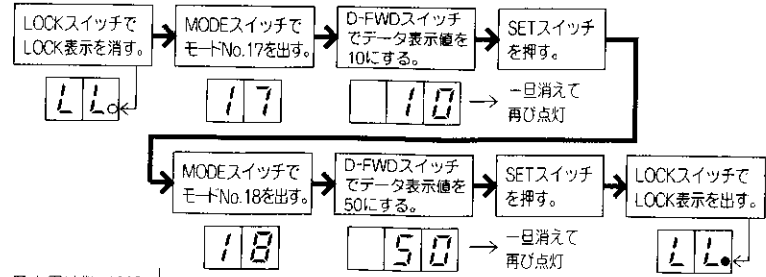 LOCKスイッチで
LOCK表示を消す。
MODEスイッチで
モードNo.17を出す。
D-FWDスイッチ
でデータ表示値を
10にする。
SETスイッチ
を押す。
LL
17
10
一旦消えて
再び点灯
MODEスイッチで
モードNo.18を出す。
D-FWDスイッチ
でデータ表示値を
50にする。
SETスイッチ
を押す。
LOCKスイッチで
LOCK表示を出す。
18
50
一旦消えて
再び点灯
LL.